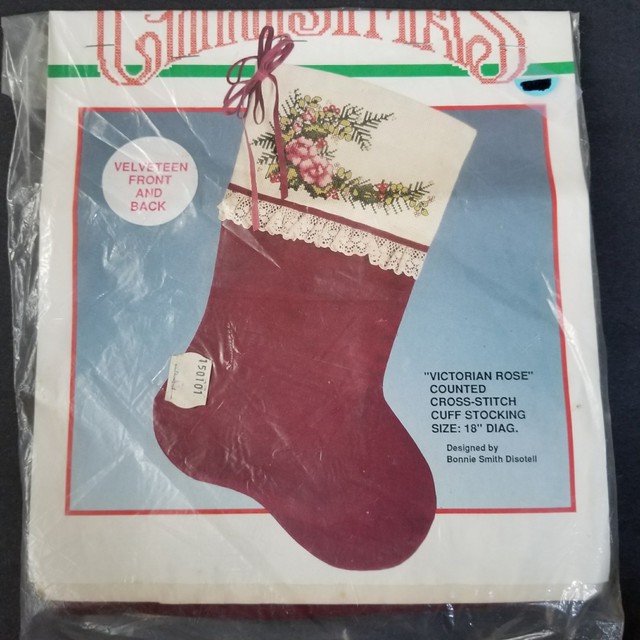 CHRISTMAS
VELVETEEN
FRONT
AND
BACK
150101
"VICTORIAN ROSE"
COUNTED
CROSS-STITCH
CUFF STOCKING
SIZE: 18" DIAG.
Designed by
Bonnie Smith Disotell